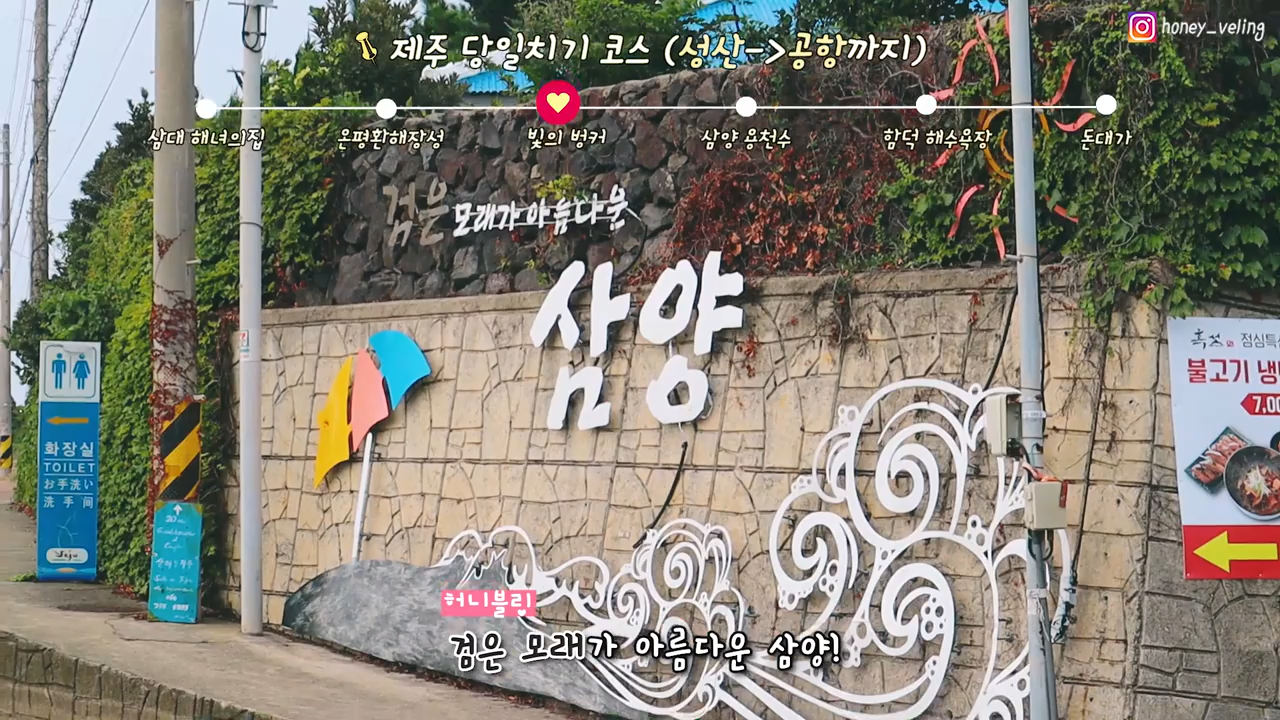 honey_veling
제주 당일치기 코스 (성산->공항까지)
삼대 해녀의집
온평환해장성
빛의 벙커
삼양 용천수
함덕 해수욕장
돈대가
검은 모래가 아름다운
삼양
화장실
TOILET
お手洗い
洗手间
Jeju
점심특
불고기 냉
7,00
허니블링
검은 모래가 아름다운 삼양!